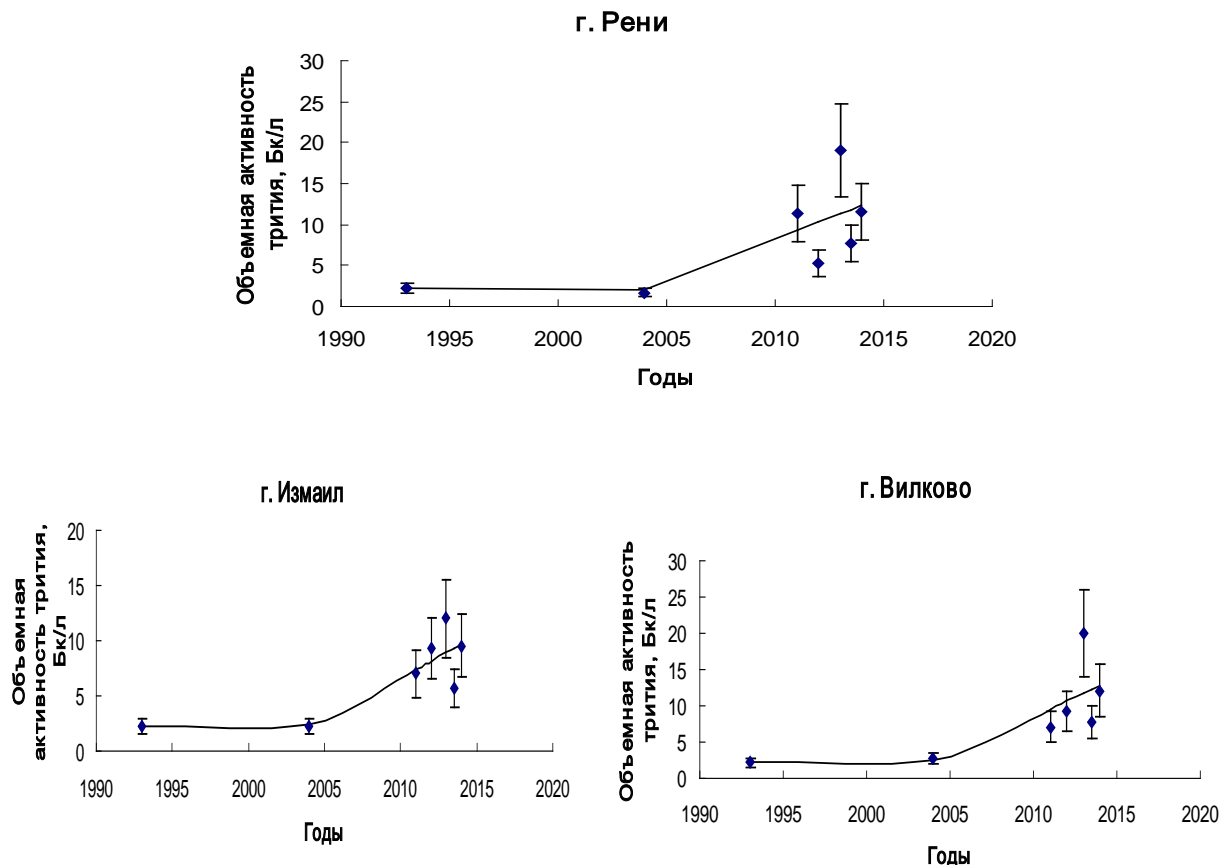 г. Рени
Объемная активность
трития, Бк/л
30
25
20
15
10
5
0
1990 1995 2000 2005 2010 2015 2020
Годы
г. Измаил
Объемная
активность трития,
Бк/л
20
15
10
5
0
1990 1995 2000 2005 2010 2015 2020
Годы
г. Вилково
Объемная активность
трития, Бк/л
30
25
20
15
10
5
0
1990 1995 2000 2005 2010 2015 2020
Годы